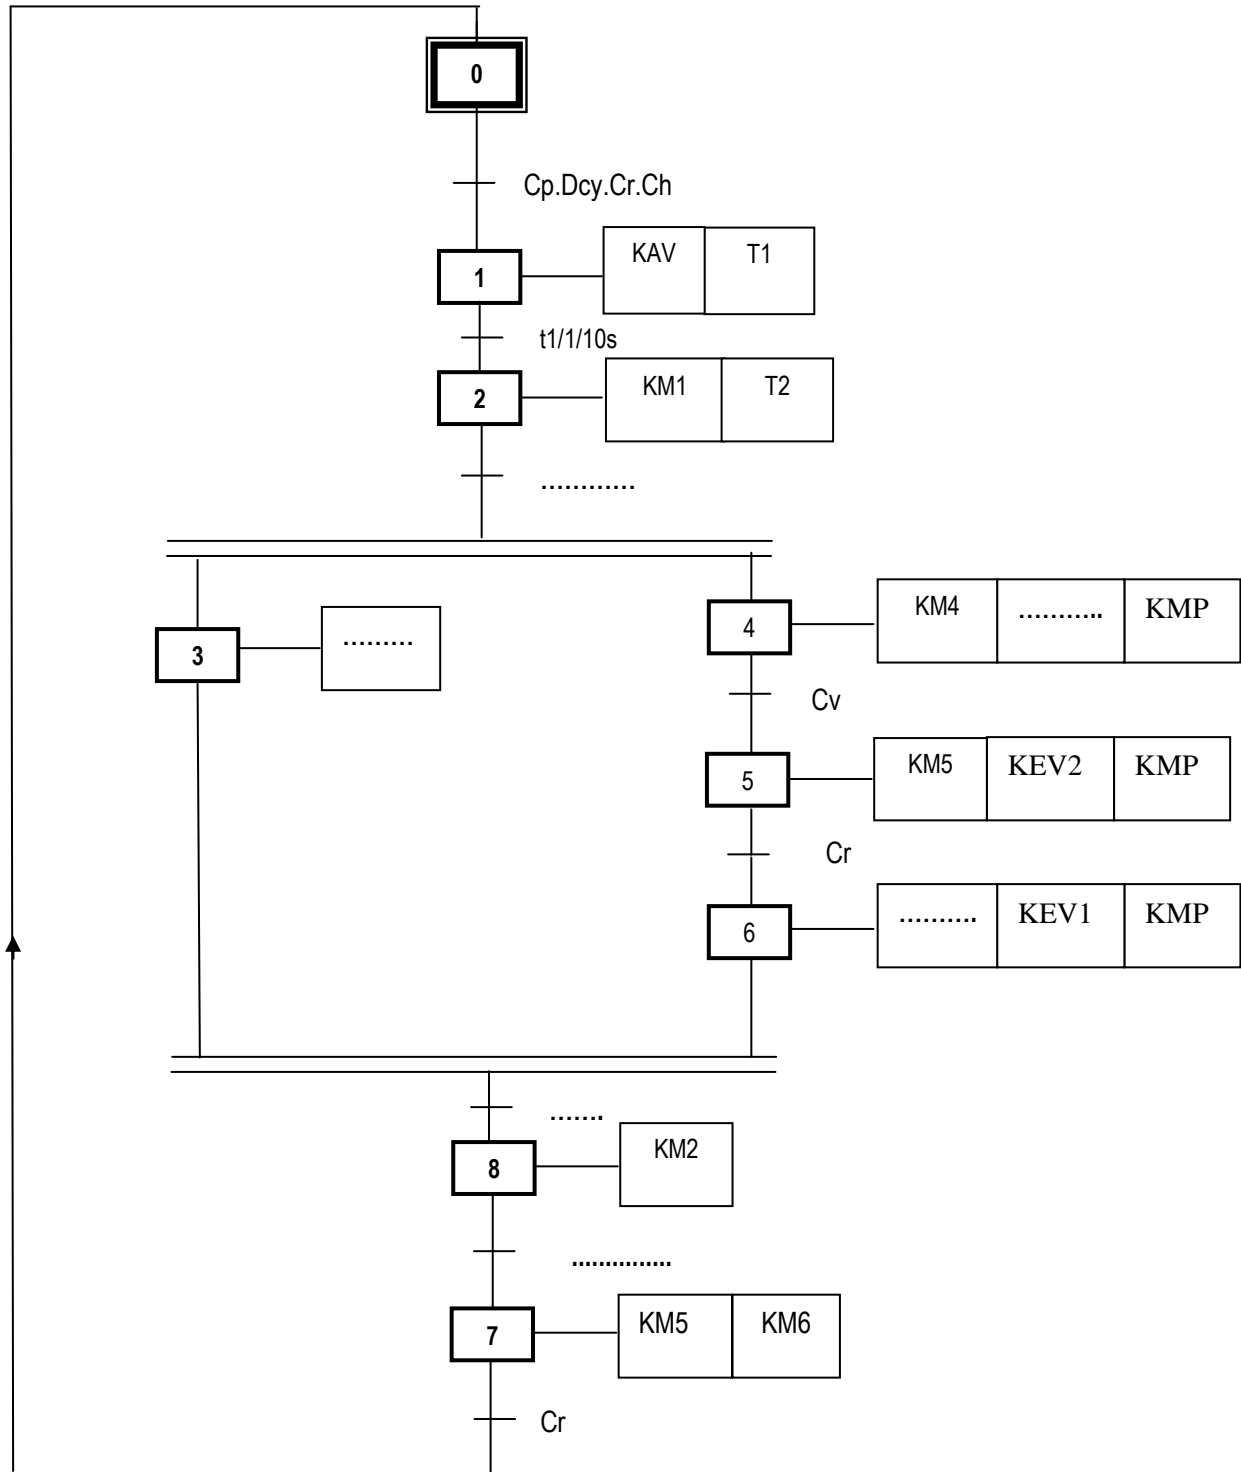 0
Cp.Dcy.Cr.Ch
1 KAV T1
t1/1/10s
2 KM1 T2
............
3 .........
4 KM4 ........... KMP
Cv
5 KM5 KEV2 KMP
Cr
6 .......... KEV1 KMP
.......
8 KM2
...............
7 KM5 KM6
Cr